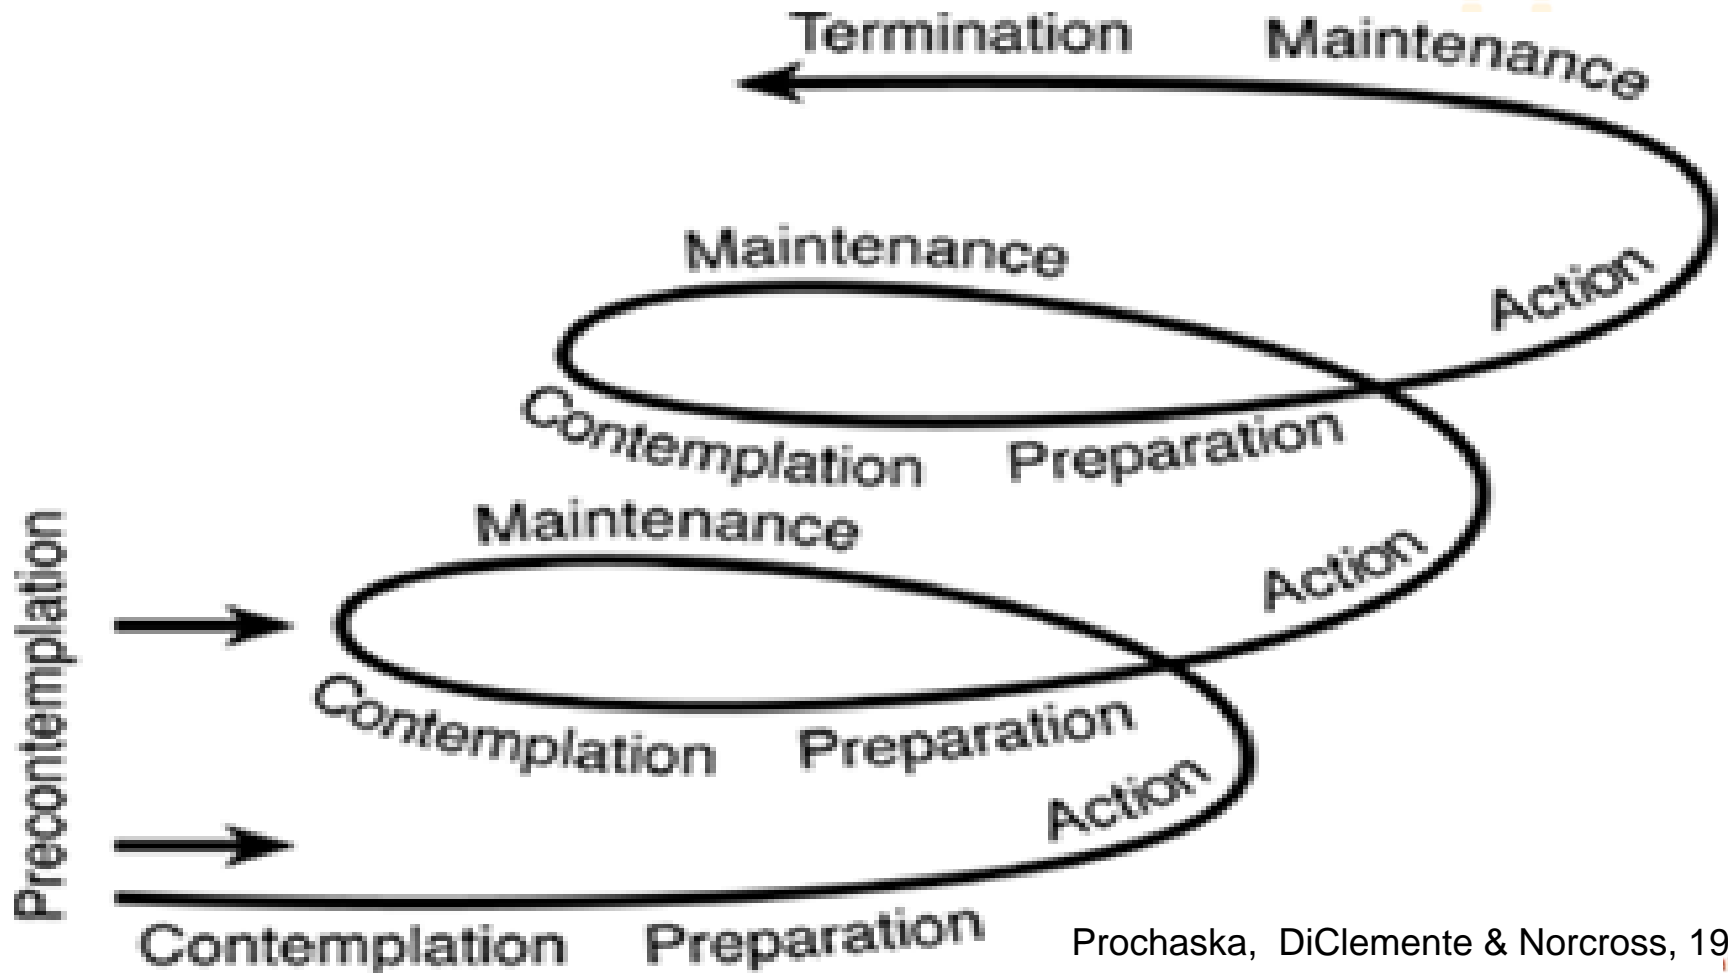 Termination Maintenance
Maintenance
Action
Contemplation Preparation
Maintenance
Action
Precontemplation
Contemplation Preparation
Action
Contemplation Preparation
Prochaska, DiClemente & Norcross, 19